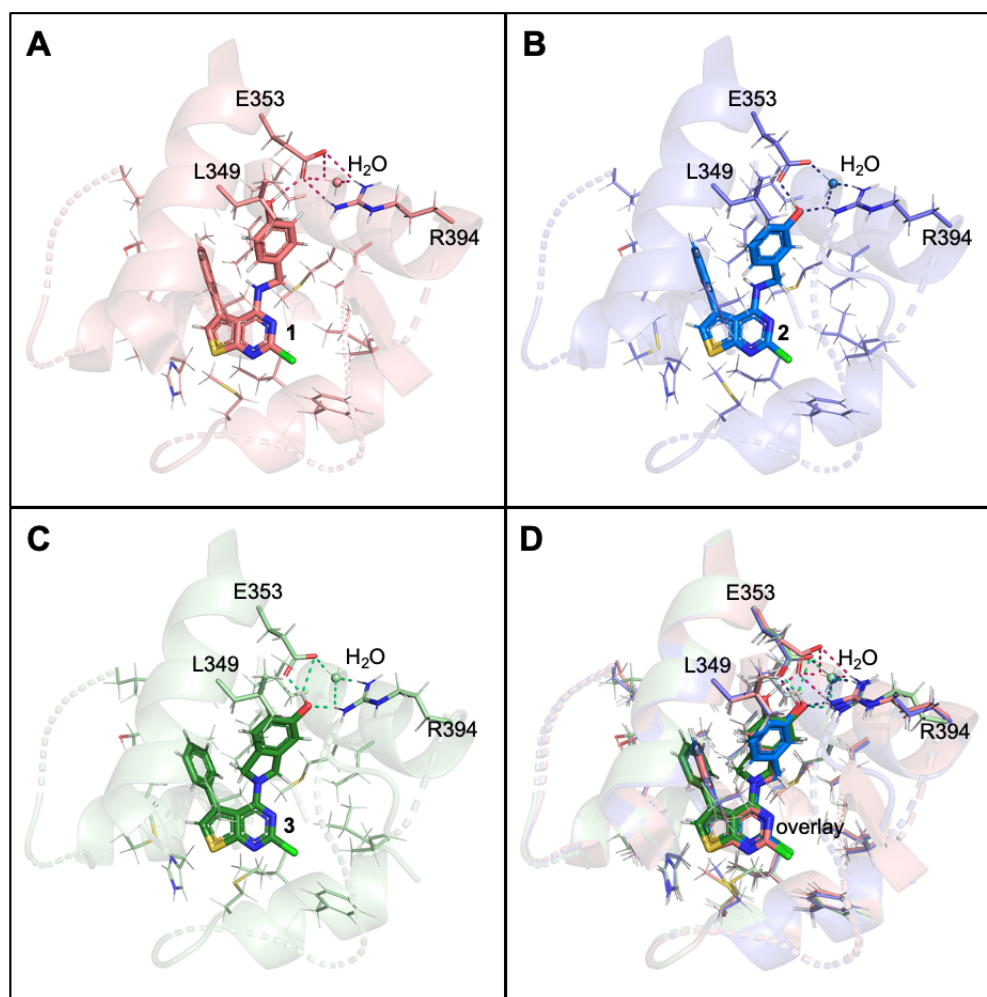 A
E353
H₂O
L349
R394
1
B
E353
H₂O
L349
R394
2
C
E353
H₂O
L349
R394
3
D
E353
H₂O
L349
R394
overlay